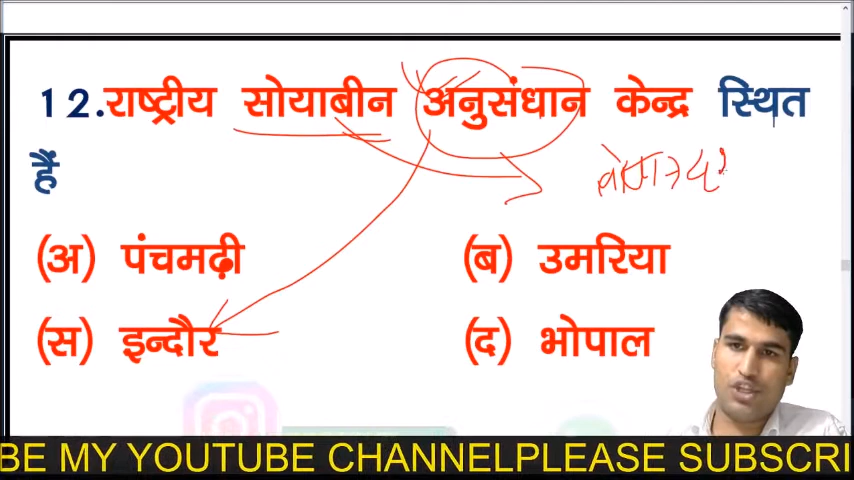 12.राष्ट्रीय सोयाबीन अनुसंधान केन्द्र स्थित
हैं
(अ) पंचमढ़ी (ब) उमरिया
(स) इन्दौर (द) भोपाल
BE MY YOUTUBE CHANNELPLEASE SUBSCRI